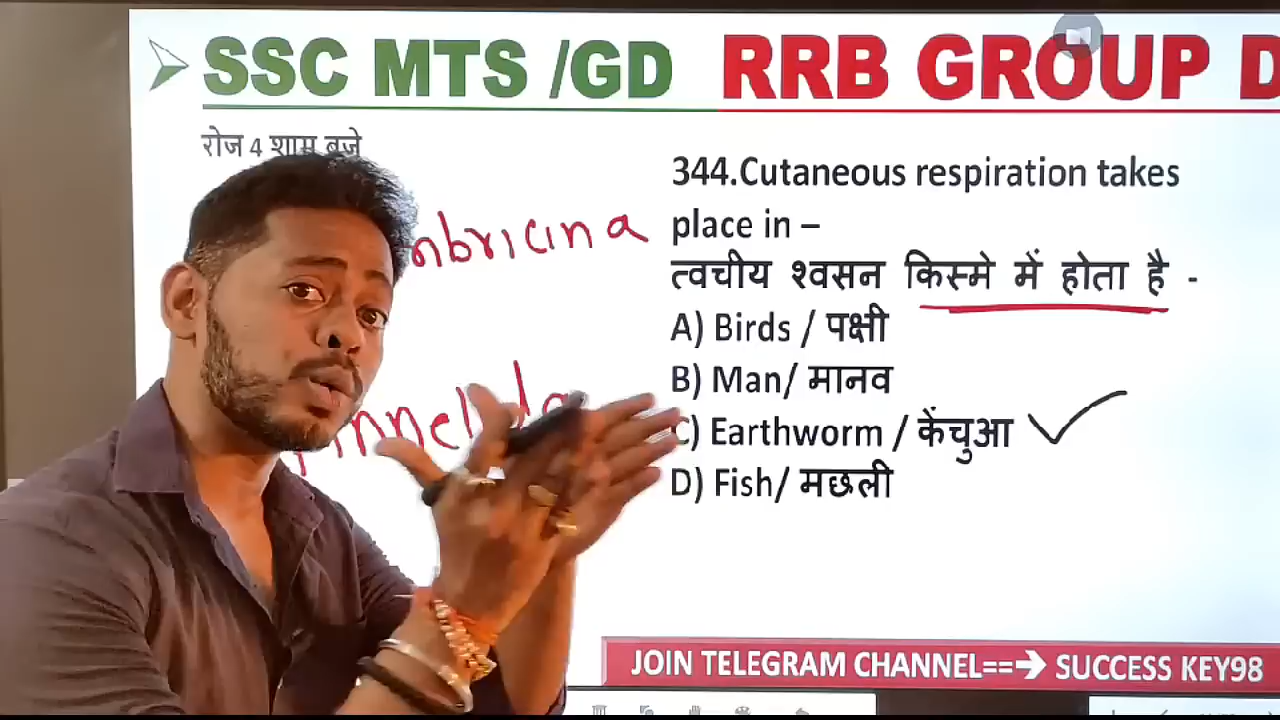 SSC MTS /GD RRB GROUP D
रोज 4 शाम बजे
344.Cutaneous respiration takes
place in –
त्वचीय श्वसन किस्मे में होता है -
A) Birds / पक्षी
B) Man/ मानव
C) Earthworm / केंचुआ
D) Fish/ मछली
JOIN TELEGRAM CHANNEL==➔ SUCCESS KEY98